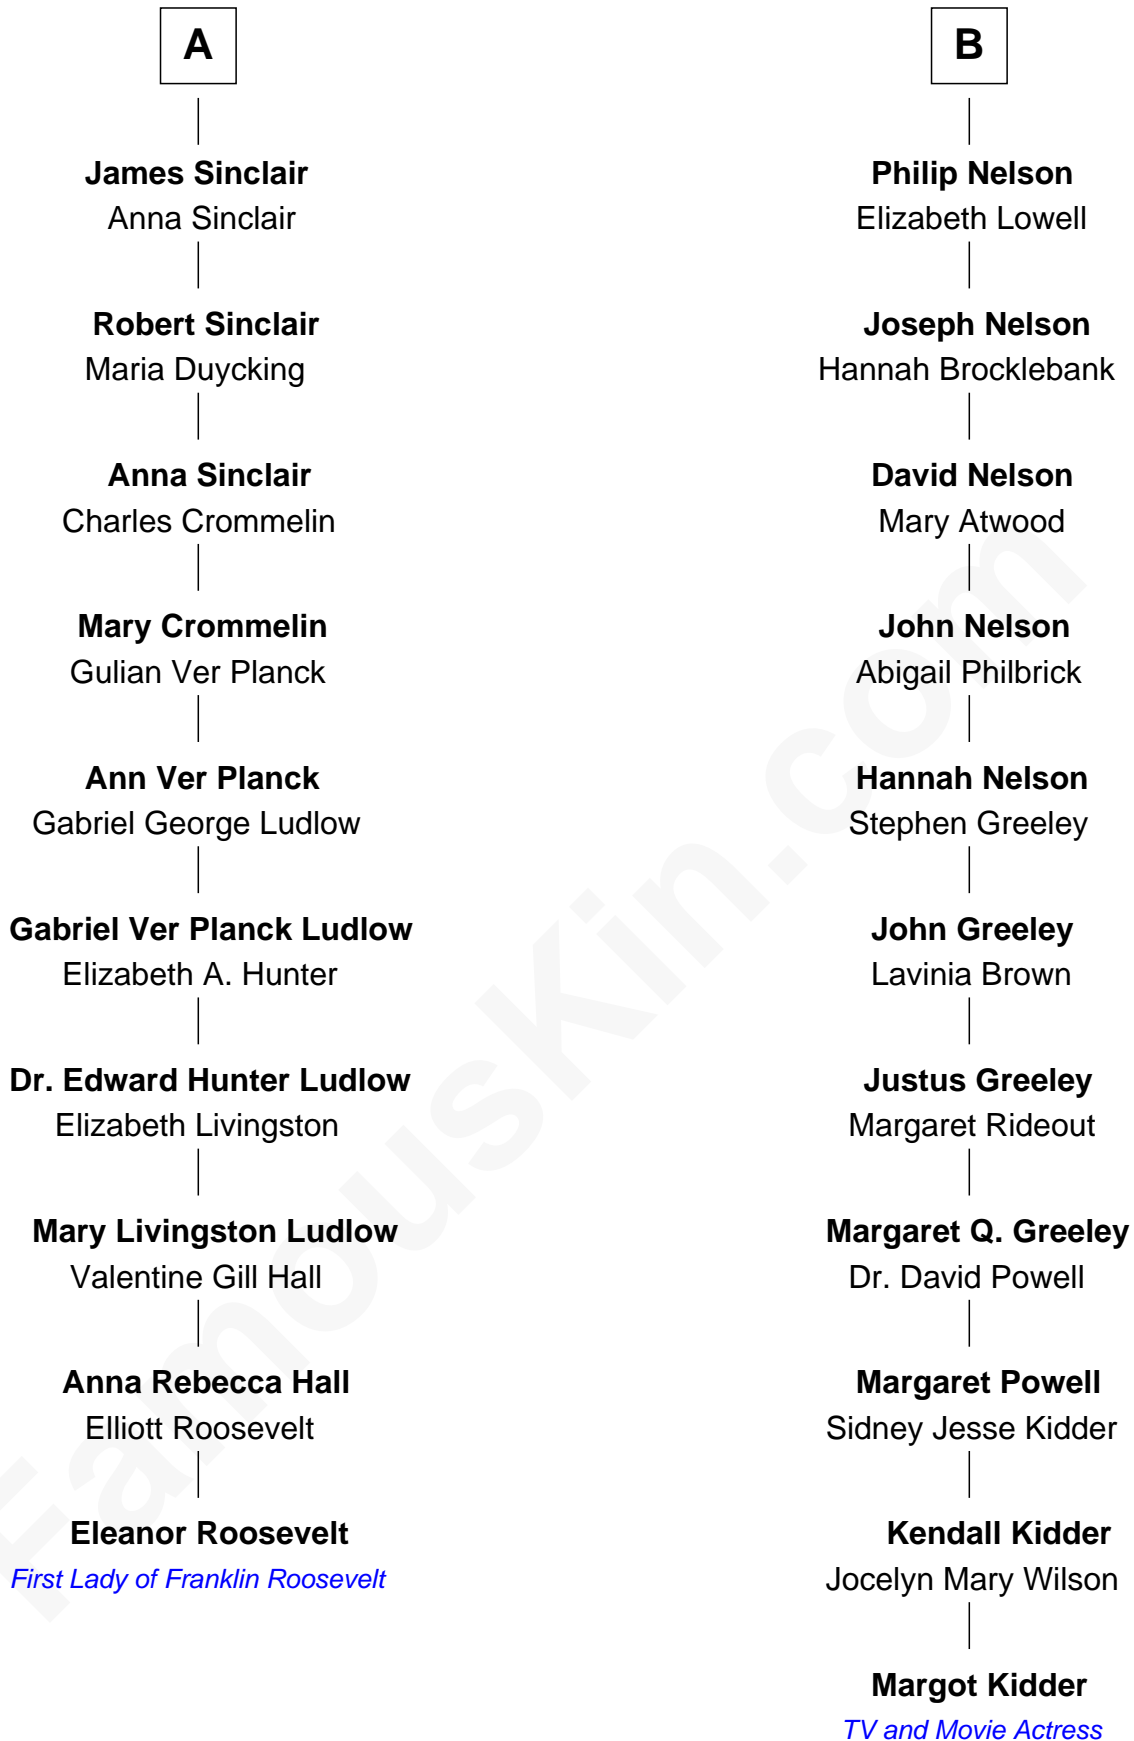 A
James Sinclair
Anna Sinclair
Robert Sinclair
Maria Duycking
Anna Sinclair
Charles Crommelin
Mary Crommelin
Gulian Ver Planck
Ann Ver Planck
Gabriel George Ludlow
Gabriel Ver Planck Ludlow
Elizabeth A. Hunter
Dr. Edward Hunter Ludlow
Elizabeth Livingston
Mary Livingston Ludlow
Valentine Gill Hall
Anna Rebecca Hall
Elliott Roosevelt
Eleanor Roosevelt
First Lady of Franklin Roosevelt
B
Philip Nelson
Elizabeth Lowell
Joseph Nelson
Hannah Brocklebank
David Nelson
Mary Atwood
John Nelson
Abigail Philbrick
Hannah Nelson
Stephen Greeley
John Greeley
Lavinia Brown
Justus Greeley
Margaret Rideout
Margaret Q. Greeley
Dr. David Powell
Margaret Powell
Sidney Jesse Kidder
Kendall Kidder
Jocelyn Mary Wilson
Margot Kidder
TV and Movie Actress
FamousKin.com